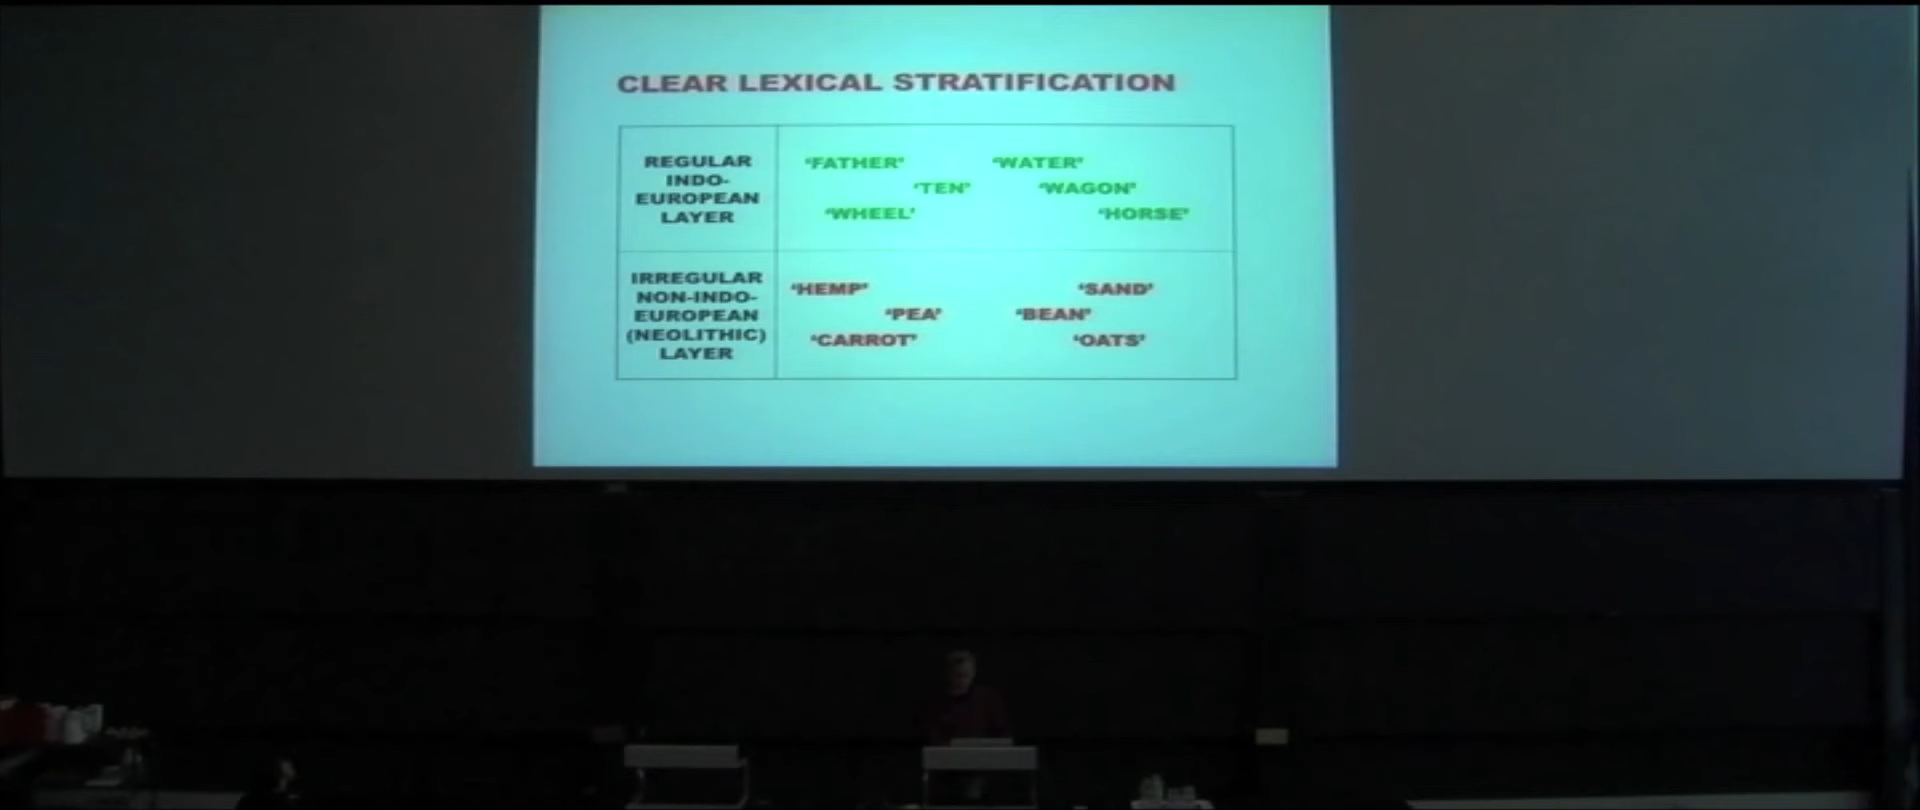 CLEAR LEXICAL STRATIFICATION
REGULAR
INDO-
EUROPEAN
LAYER
‘FATHER’ ‘WATER’
‘TEN’ ‘WAGON’
‘WHEEL’ ‘HORSE’
IRREGULAR
NON-INDO-
EUROPEAN
(NEOLITHIC)
LAYER
‘HEMP’ ‘SAND’
‘PEA’ ‘BEAN’
‘CARROT’ ‘OATS’